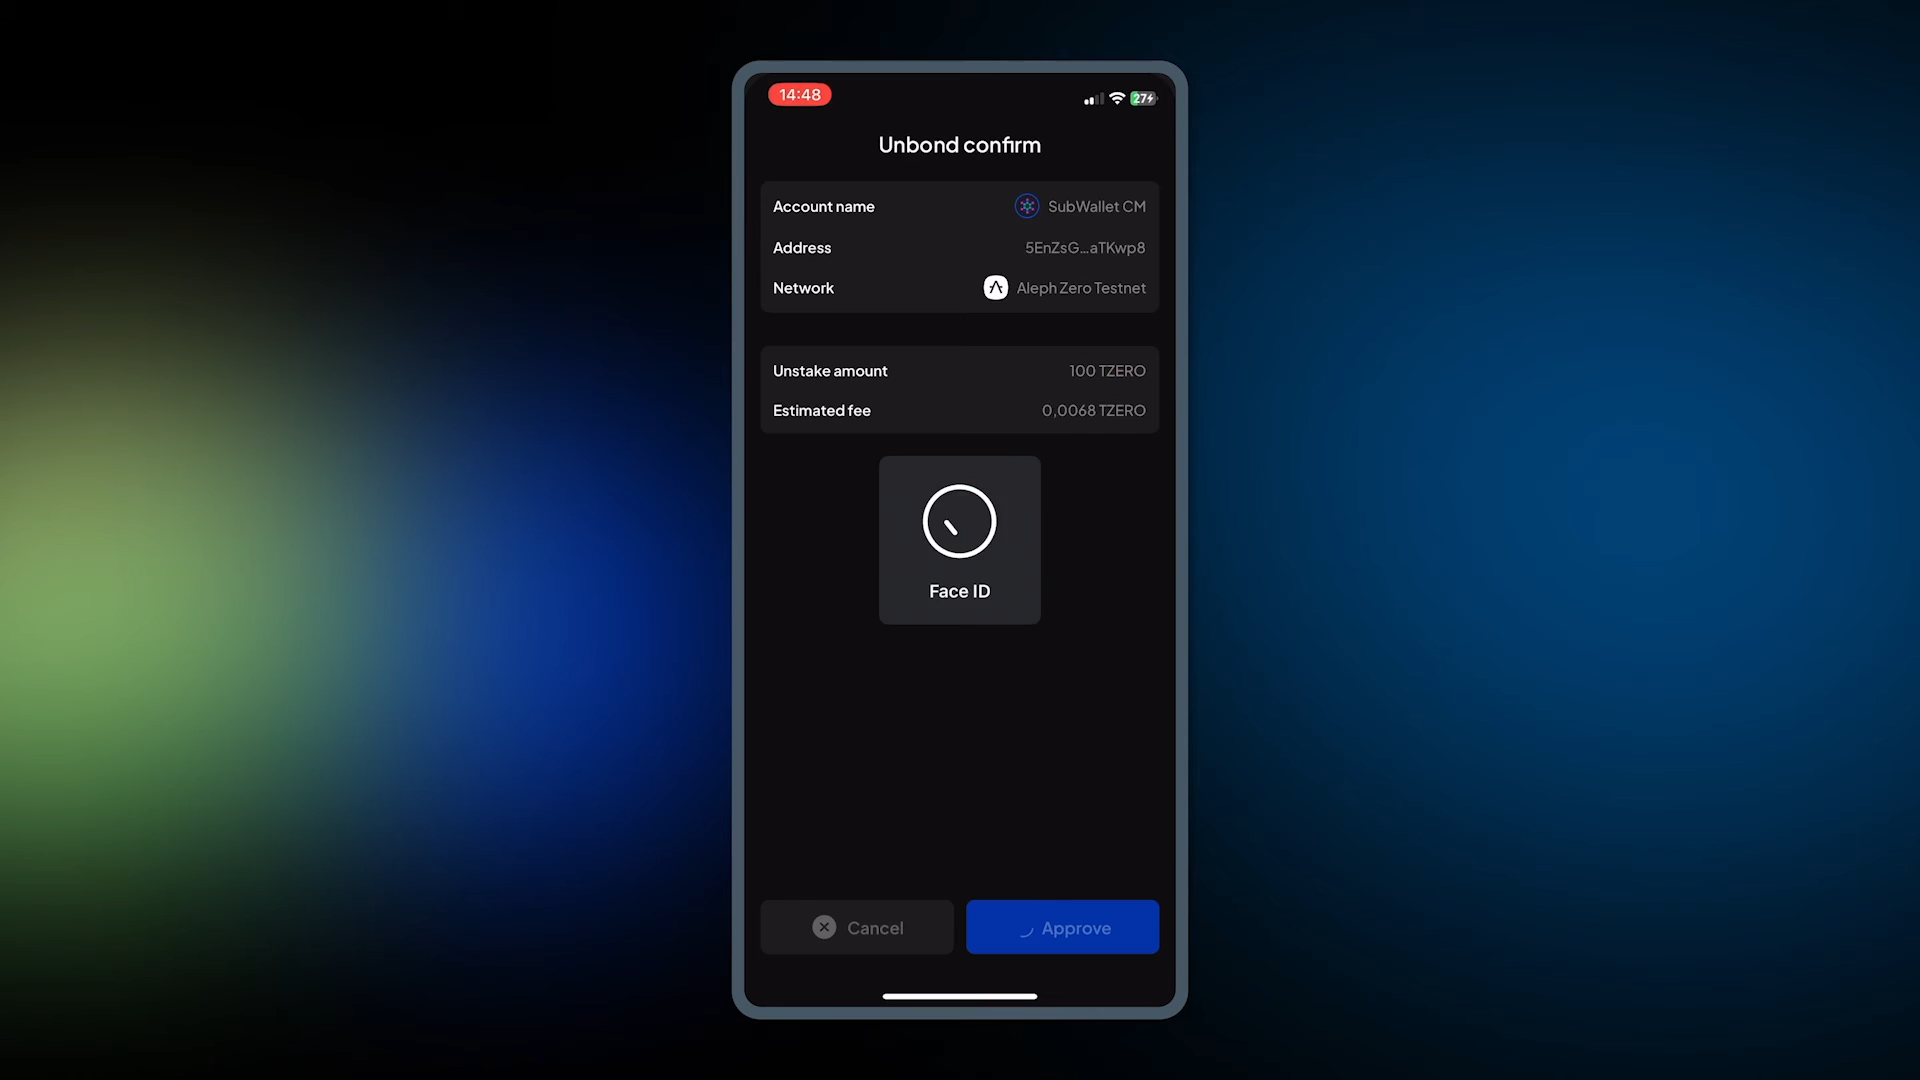 14:48
27
Unbond confirm
Account name SubWallet CM
Address 5EnZsG...aTKwp8
Network Aleph Zero Testnet
Unstake amount 100 TZERO
Estimated fee 0,0068 TZERO
Face ID
Cancel Approve